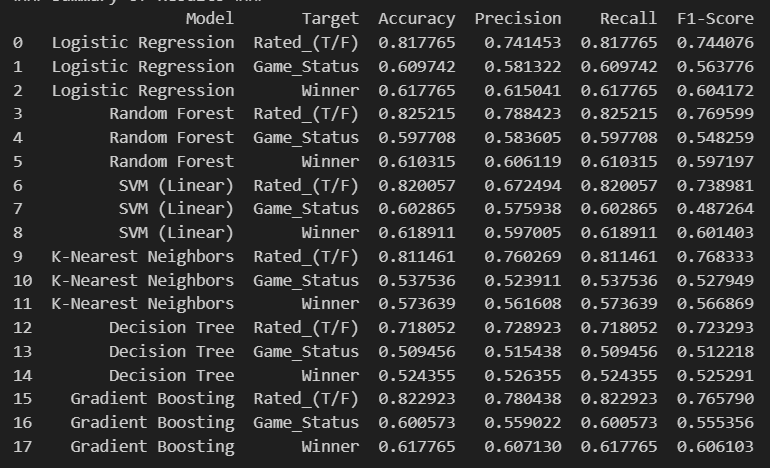 ### Summary of Results ###
Model Target Accuracy Precision Recall F1-Score
0 Logistic Regression Rated_(T/F) 0.817765 0.741453 0.817765 0.744076
1 Logistic Regression Game_Status 0.609742 0.581322 0.609742 0.563776
2 Logistic Regression Winner 0.617765 0.615041 0.617765 0.604172
3 Random Forest Rated_(T/F) 0.825215 0.788423 0.825215 0.769599
4 Random Forest Game_Status 0.597708 0.583605 0.597708 0.548259
5 Random Forest Winner 0.610315 0.606119 0.610315 0.597197
6 SVM (Linear) Rated_(T/F) 0.820057 0.672494 0.820057 0.738981
7 SVM (Linear) Game_Status 0.602865 0.575938 0.602865 0.487264
8 SVM (Linear) Winner 0.618911 0.597005 0.618911 0.601403
9 K-Nearest Neighbors Rated_(T/F) 0.811461 0.760269 0.811461 0.768333
10 K-Nearest Neighbors Game_Status 0.537536 0.523911 0.537536 0.527949
11 K-Nearest Neighbors Winner 0.573639 0.561608 0.573639 0.566869
12 Decision Tree Rated_(T/F) 0.718052 0.728923 0.718052 0.723293
13 Decision Tree Game_Status 0.509456 0.515438 0.509456 0.512218
14 Decision Tree Winner 0.524355 0.526355 0.524355 0.525291
15 Gradient Boosting Rated_(T/F) 0.822923 0.780438 0.822923 0.765790
16 Gradient Boosting Game_Status 0.600573 0.559022 0.600573 0.555356
17 Gradient Boosting Winner 0.617765 0.607130 0.617765 0.606103